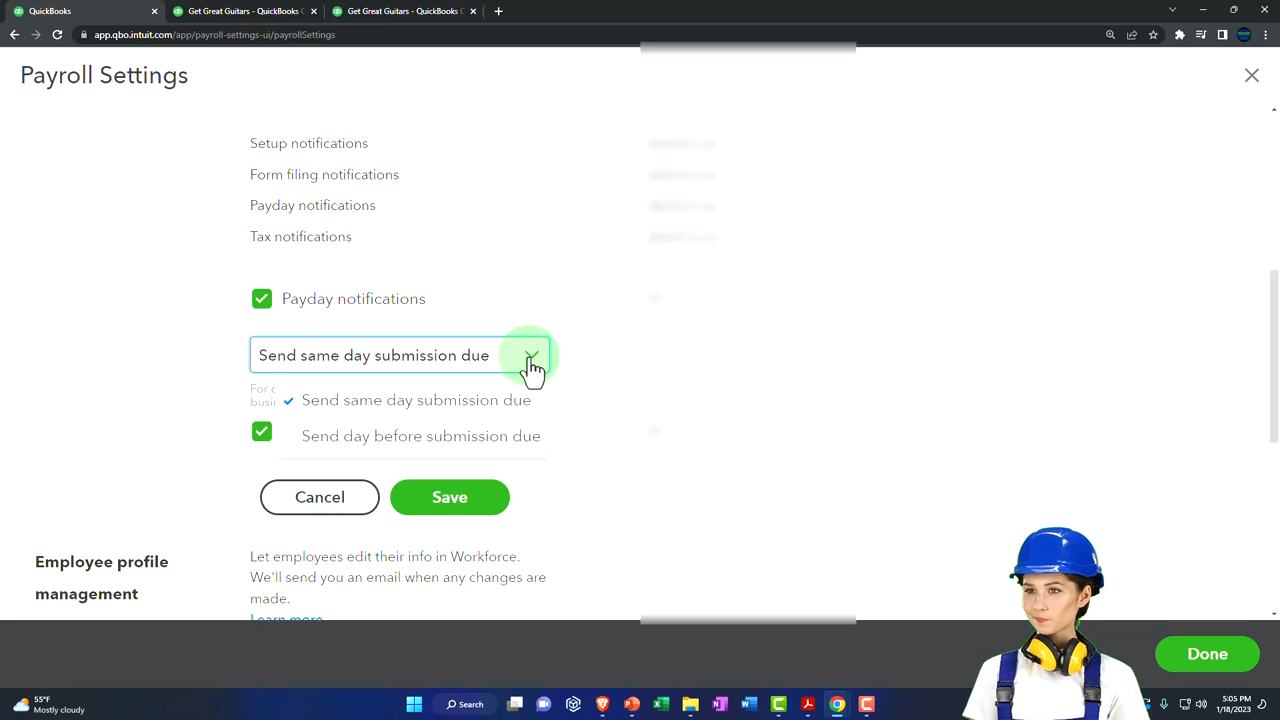 QuickBooks
Get Great Guitars - QuickBooks
Get Great Guitars - QuickBooks
app.qbo.intuit.com/app/payroll-settings-ui/payrollSettings
Payroll Settings
Setup notifications
Form filing notifications
Payday notifications
Tax notifications
Payday notifications
Send same day submission due
For
busin
Send same day submission due
Send day before submission due
Cancel
Save
Employee profile
management
Let employees edit their info in Workforce.
We'll send you an email when any changes are
made.
Learn more
Done
55°F
Mostly cloudy
Search
5:05 PM
1/18/2023